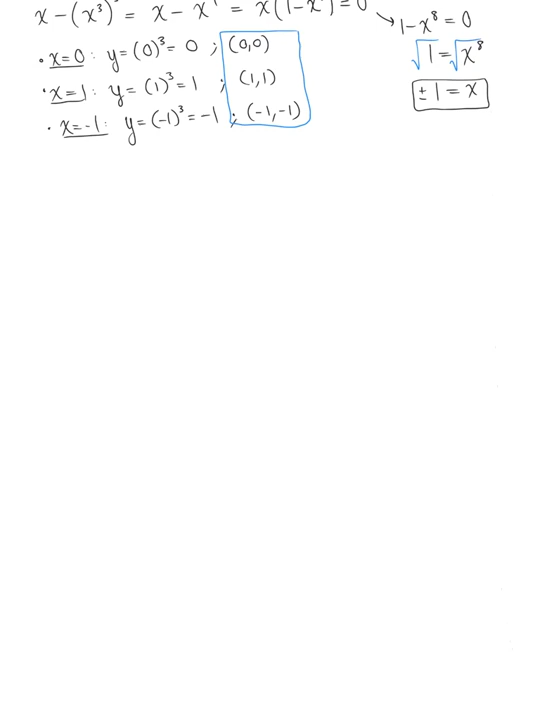 x-(x³) = x-x = x(1-x)=0
→ 1-x⁸ = 0
• x=0: y=(0)³= 0 ; (0,0)
√1 = √x⁸
• x=1: y=(1)³= 1 ; (1,1)
±1 = x
• x=-1: y=(-1)³= -1 ; (-1,-1)